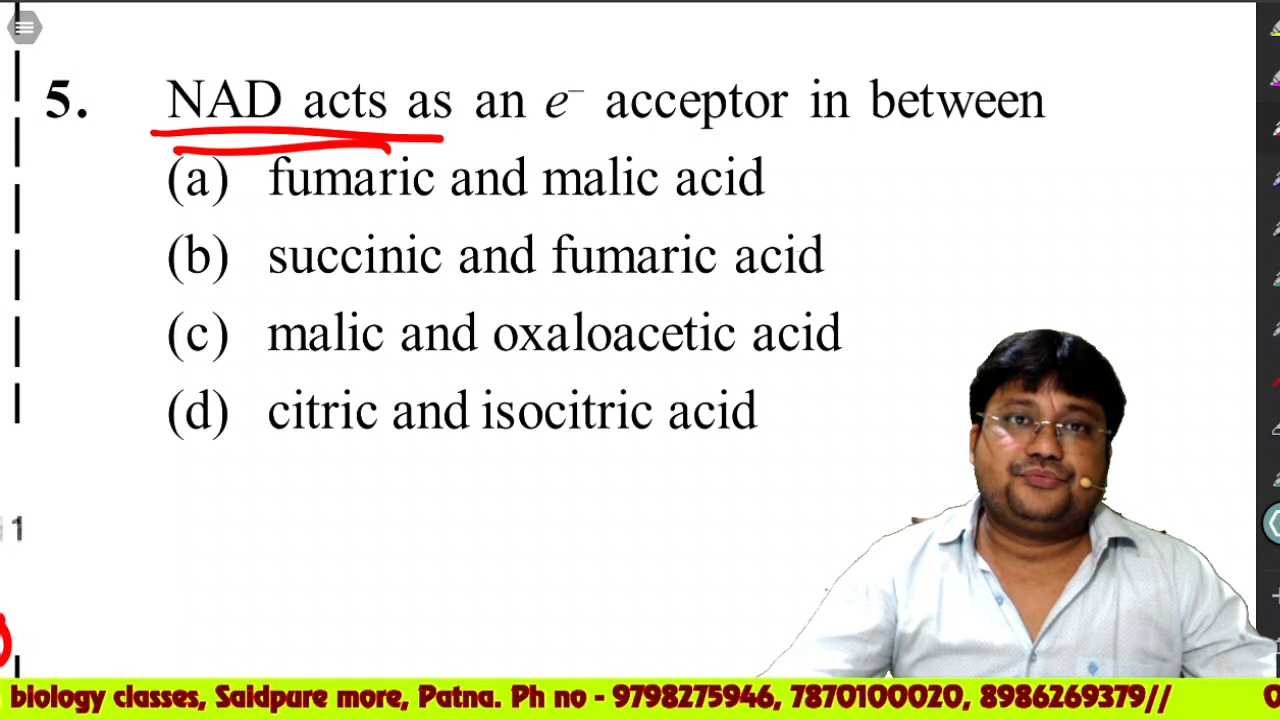 5. NAD acts as an e⁻ acceptor in between
(a) fumaric and malic acid
(b) succinic and fumaric acid
(c) malic and oxaloacetic acid
(d) citric and isocitric acid
1
biology classes, Saidpure more, Patna. Ph no - 9798275946, 7870100020, 8986269379//